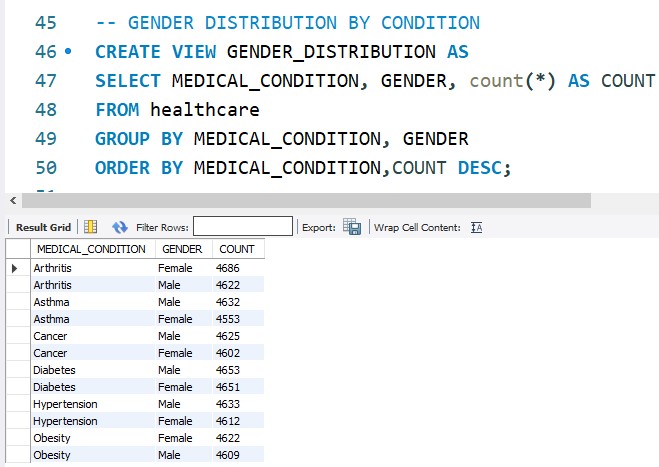 45 -- GENDER DISTRIBUTION BY CONDITION
46 CREATE VIEW GENDER_DISTRIBUTION AS
47 SELECT MEDICAL_CONDITION, GENDER, count(*) AS COUNT
48 FROM healthcare
49 GROUP BY MEDICAL_CONDITION, GENDER
50 ORDER BY MEDICAL_CONDITION,COUNT DESC;
Result Grid Filter Rows: Export: Wrap Cell Content:
MEDICAL_CONDITION GENDER COUNT
Arthritis Female 4686
Arthritis Male 4622
Asthma Male 4632
Asthma Female 4553
Cancer Male 4625
Cancer Female 4602
Diabetes Male 4653
Diabetes Female 4651
Hypertension Male 4633
Hypertension Female 4612
Obesity Female 4622
Obesity Male 4609